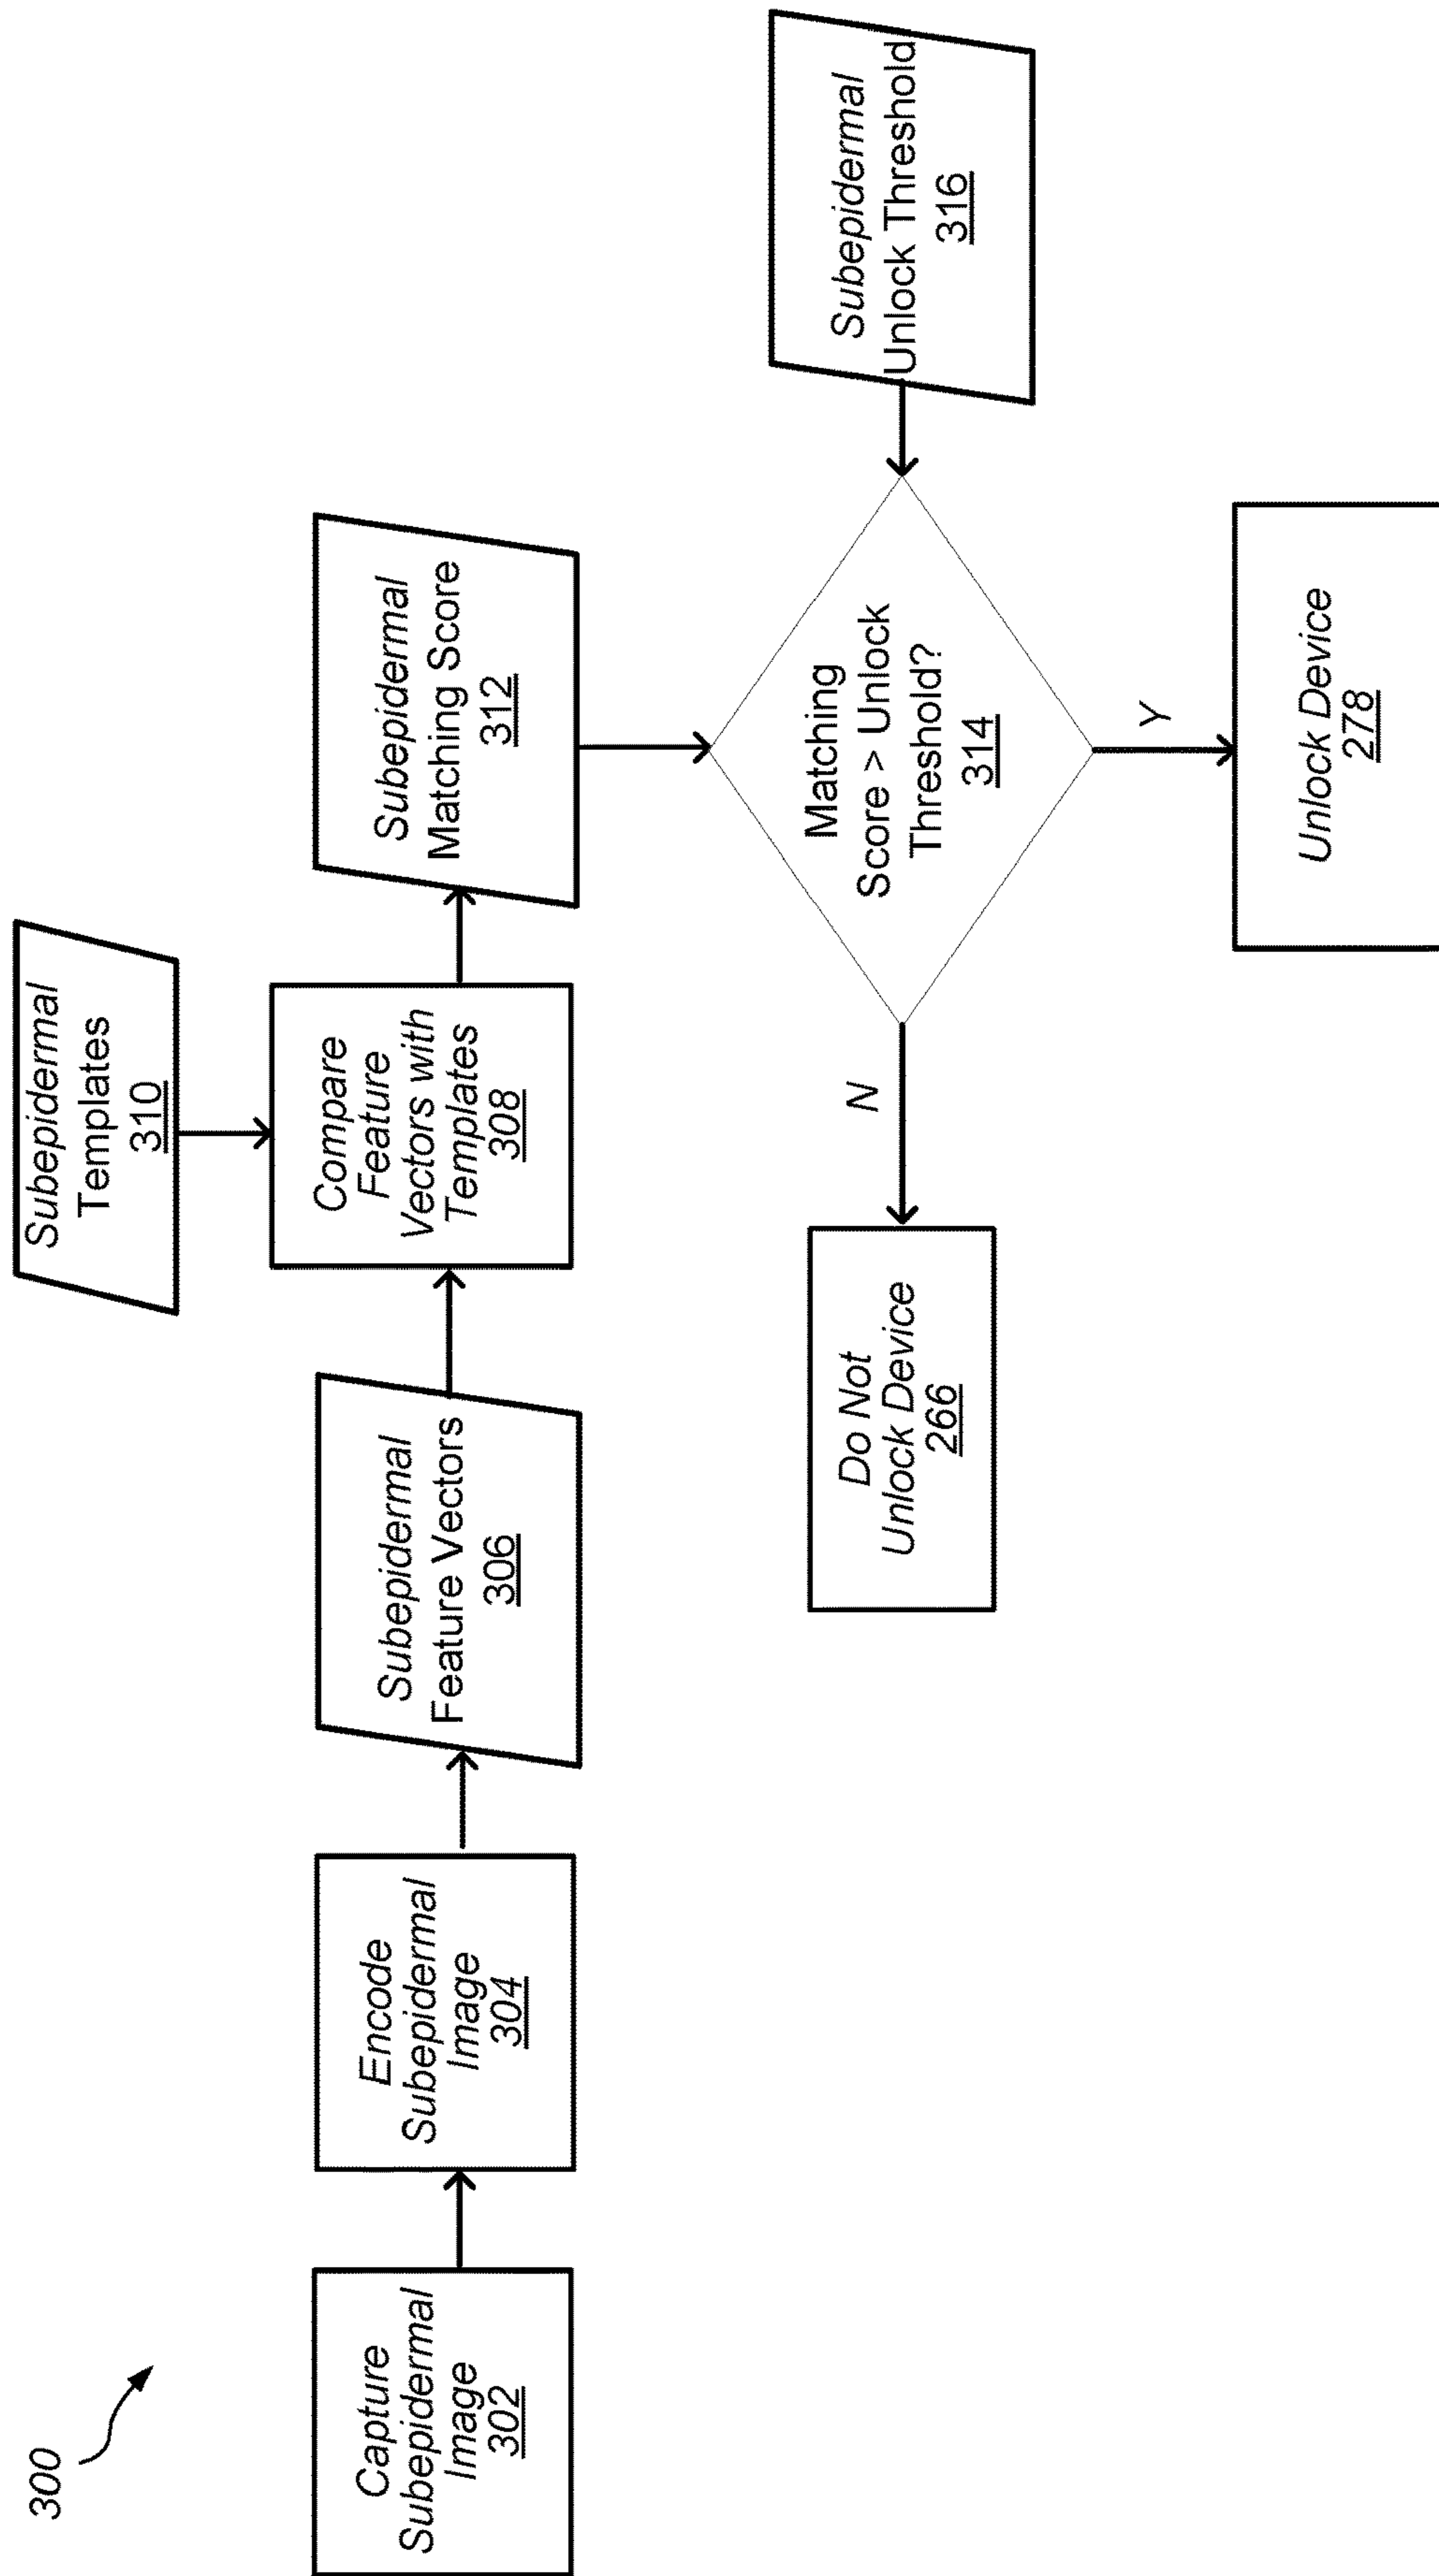 300
Capture
Subepidermal
Image
302
Encode
Subepidermal
Image
304
Subepidermal
Feature Vectors
306
Subepidermal
Templates
310
Compare
Feature
Vectors with
Templates
308
Subepidermal
Matching Score
312
Matching
Score > Unlock
Threshold?
314
Subepidermal
Unlock Threshold
316
N
Do Not
Unlock Device
266
Y
Unlock Device
278